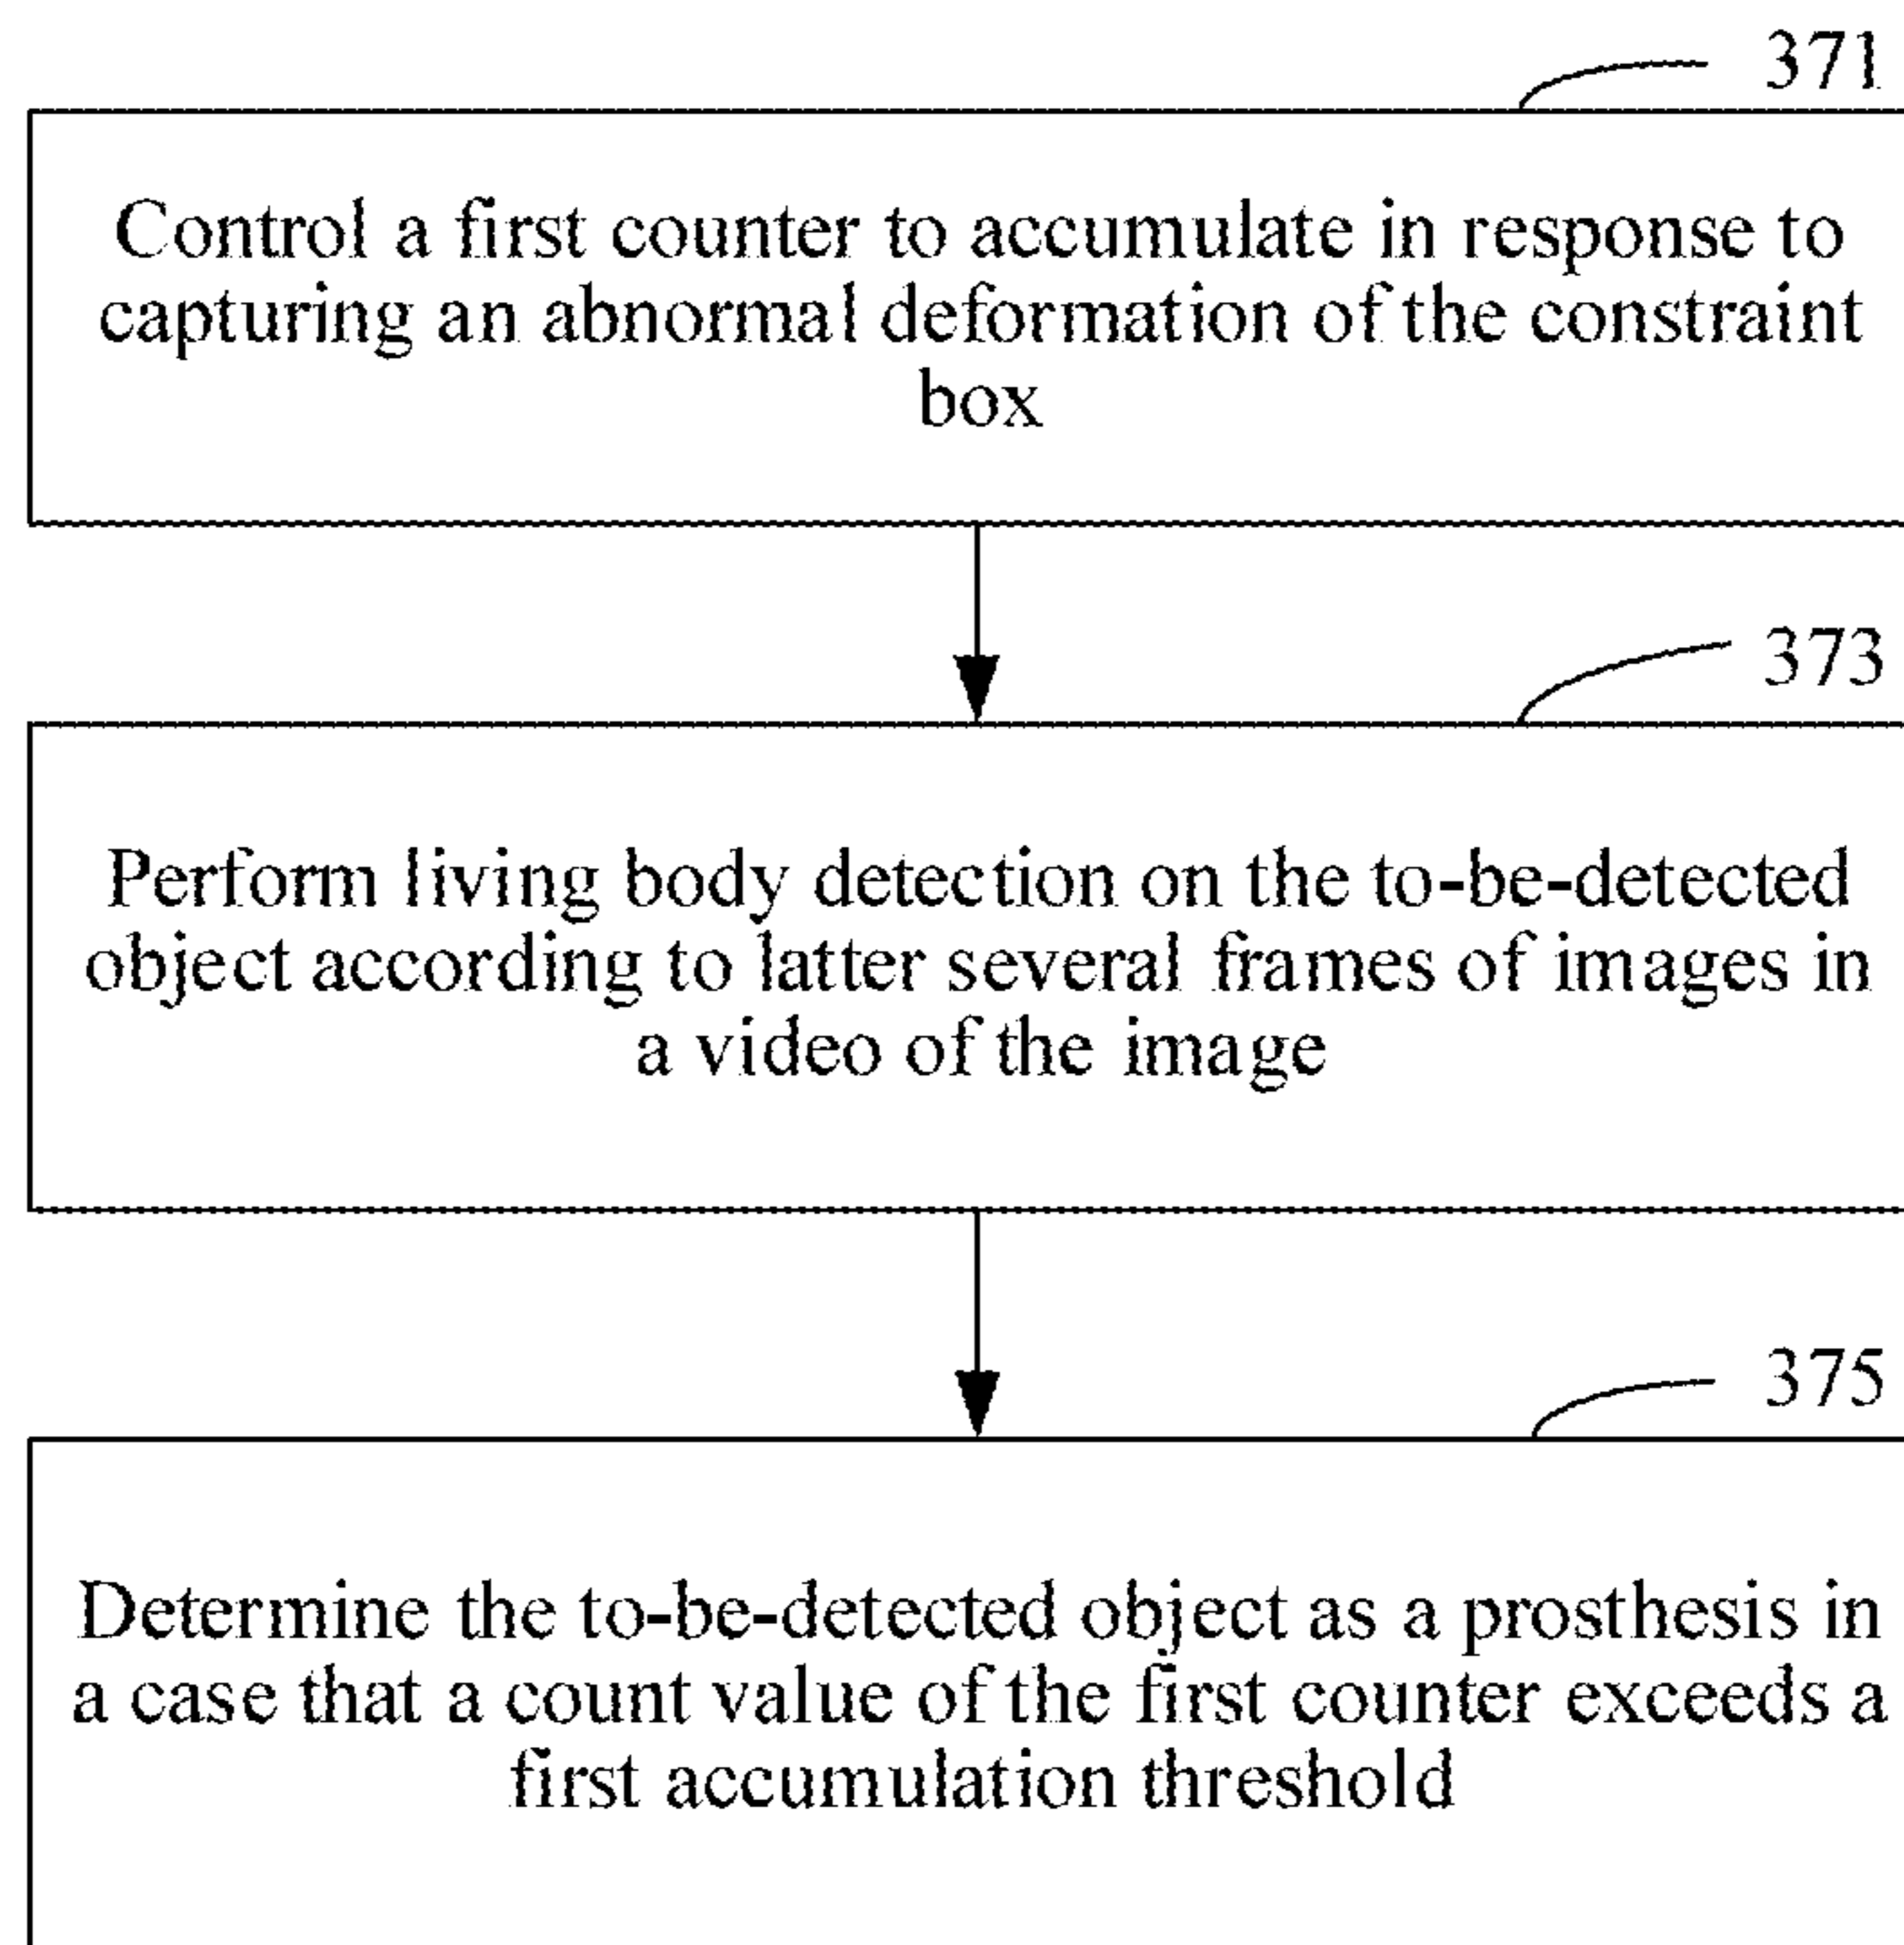 371
Control a first counter to accumulate in response to
capturing an abnormal deformation of the constraint
box
373
Perform living body detection on the to-be-detected
object according to latter several frames of images in
a video of the image
375
Determine the to-be-detected object as a prosthesis in
a case that a count value of the first counter exceeds a
first accumulation threshold